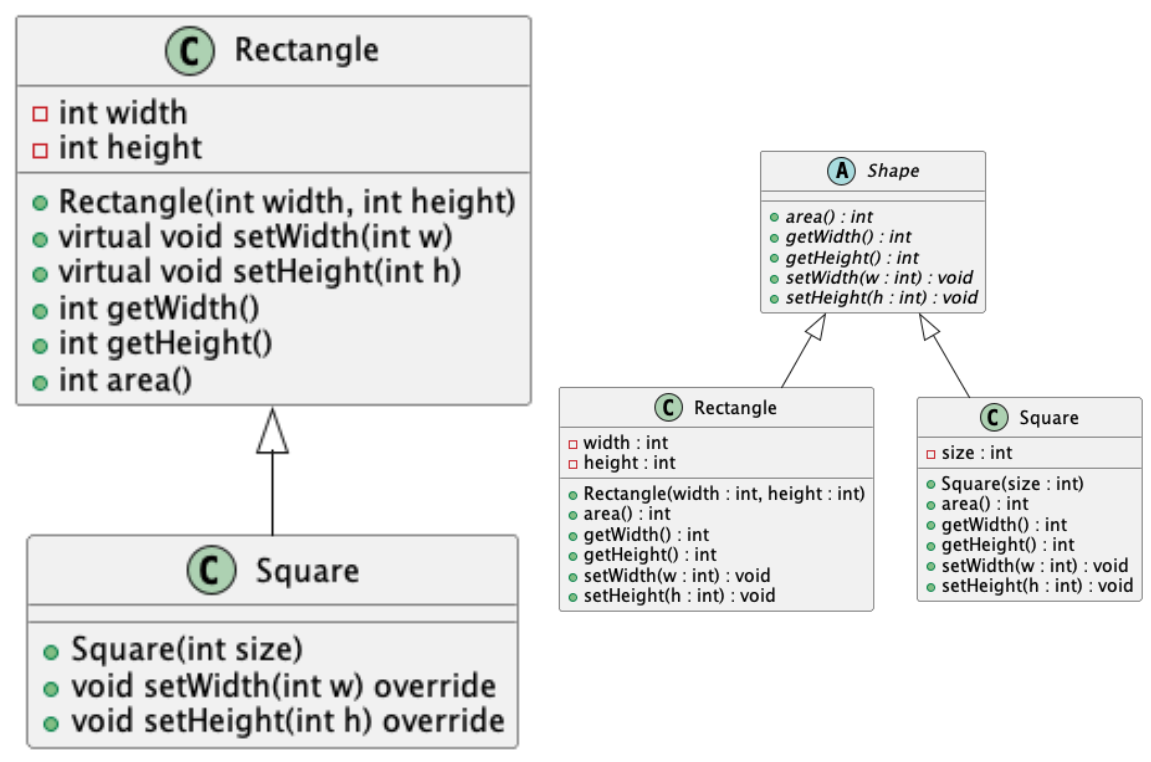 C Rectangle
int width
int height
Rectangle(int width, int height)
virtual void setWidth(int w)
virtual void setHeight(int h)
int getWidth()
int getHeight()
int area()
C Square
Square(int size)
void setWidth(int w) override
void setHeight(int h) override
A Shape
area() : int
getWidth() : int
getHeight() : int
setWidth(w : int) : void
setHeight(h : int) : void
C Rectangle
width : int
height : int
Rectangle(width : int, height : int)
area() : int
getWidth() : int
getHeight() : int
setWidth(w : int) : void
setHeight(h : int) : void
C Square
size : int
Square(size : int)
area() : int
getWidth() : int
getHeight() : int
setWidth(w : int) : void
setHeight(h : int) : void